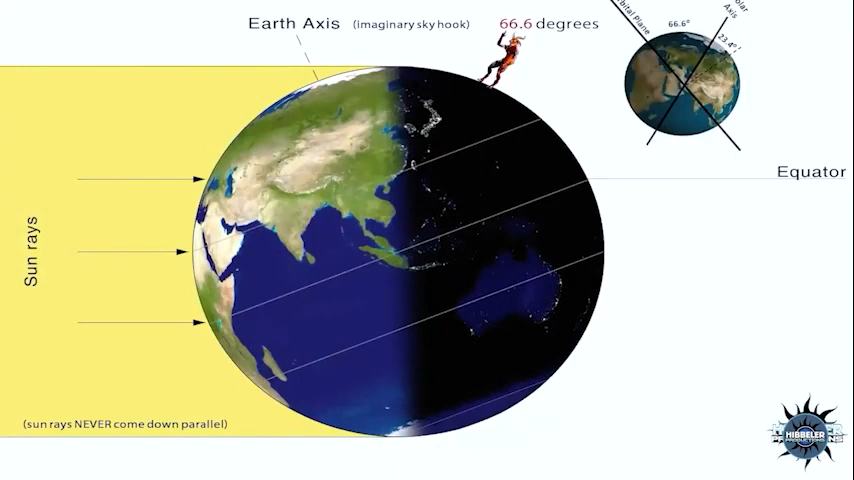 Earth Axis (imaginary sky hook) 66.6 degrees
Orbital Plane
66.6°
Axis
23.4°
Equator
Sun rays
(sun rays NEVER come down parallel)
HIBBELER
PRODUCTIONS